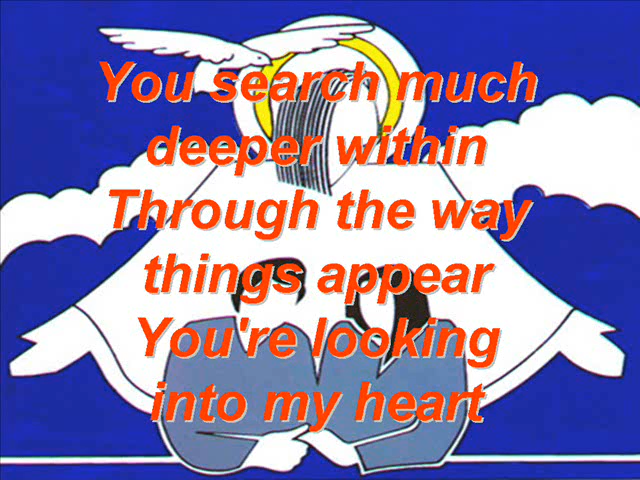 You search much
deeper within
Through the way
things appear
You're looking
into my heart